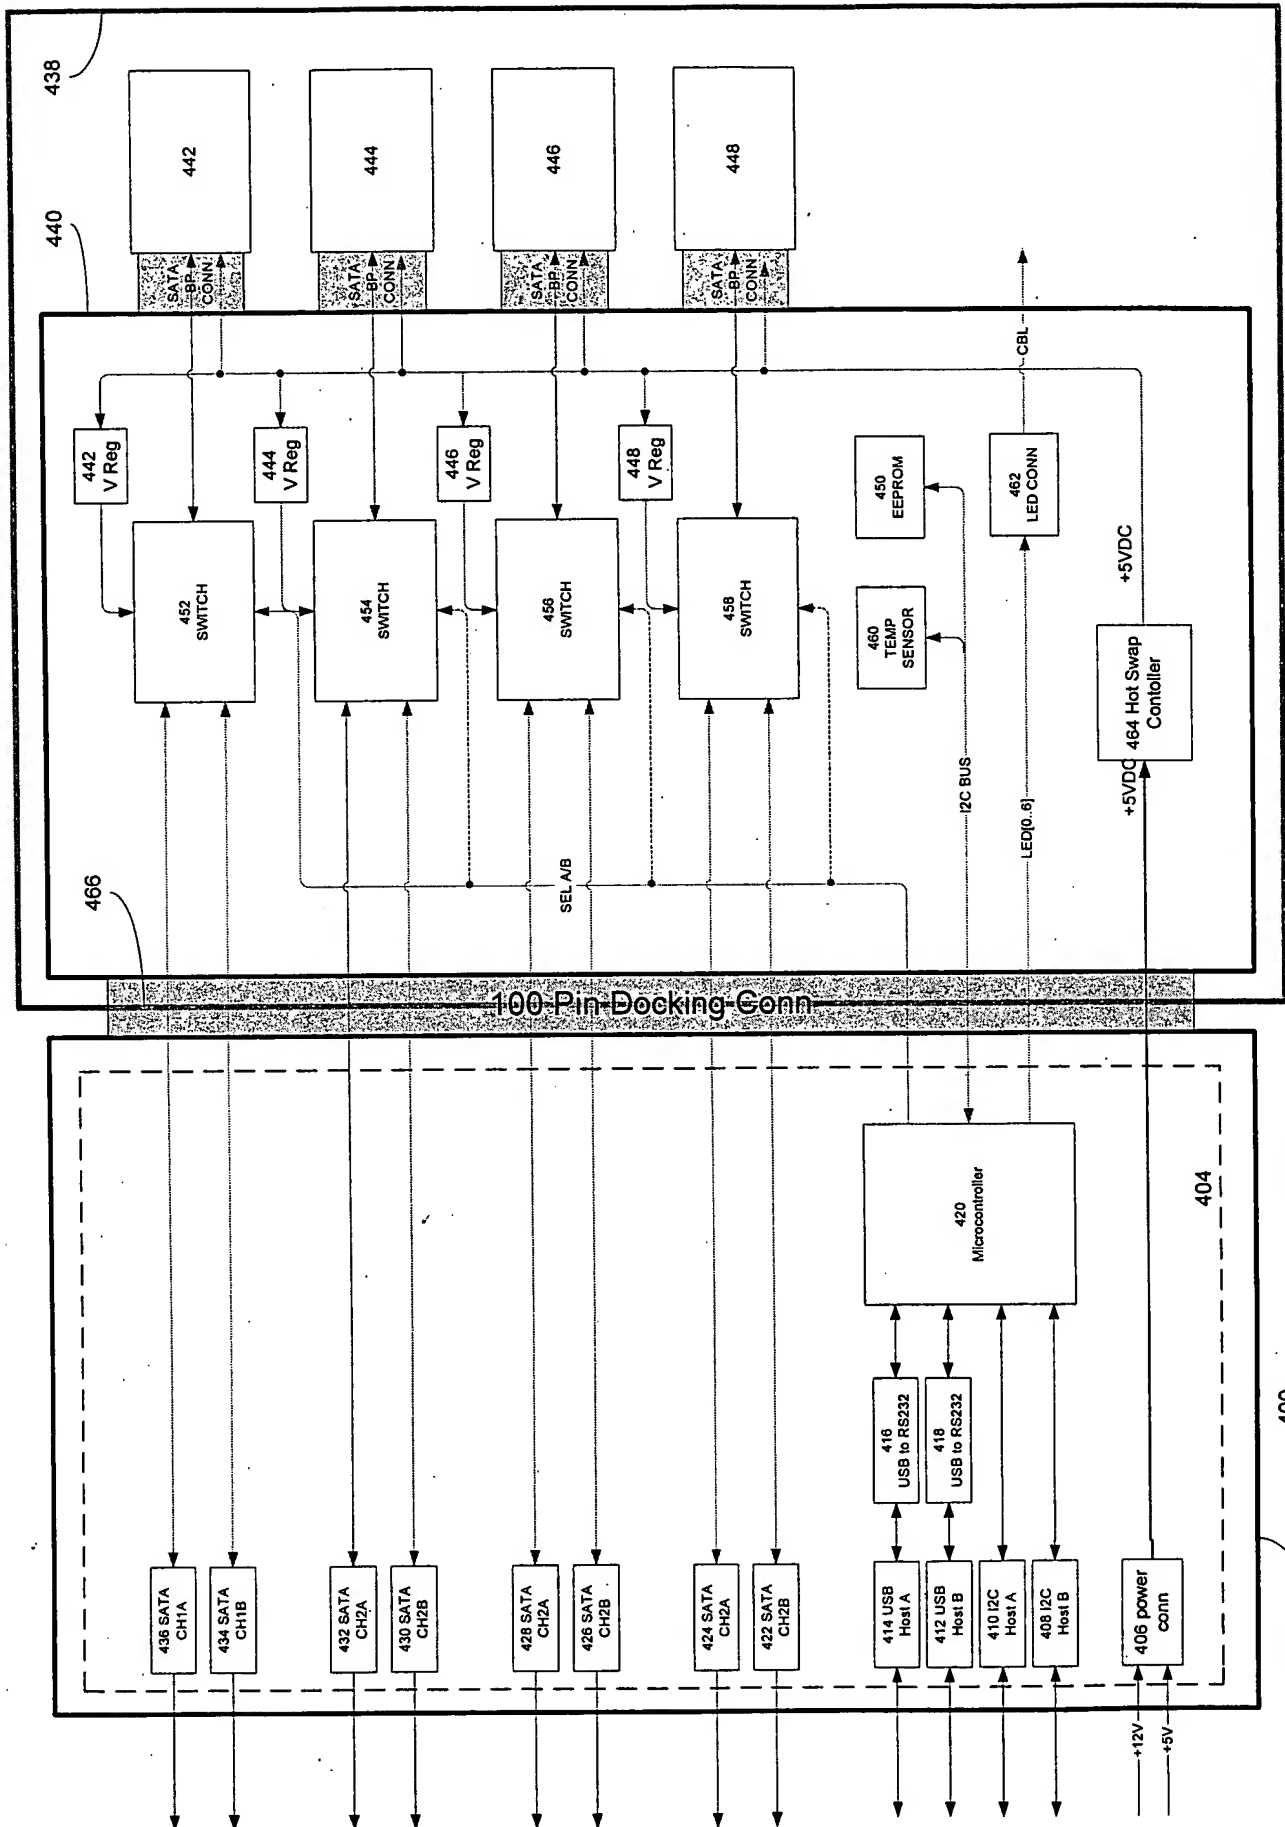 438
440
466
442
444
446
448
SATA
BP
CONN
SATA
BP
CONN
SATA
BP
CONN
SATA
BP
CONN
442
V Reg
444
V Reg
446
V Reg
448
V Reg
452
SWITCH
454
SWITCH
456
SWITCH
458
SWITCH
450
EEPROM
460
TEMP
SENSOR
462
LED CONN
CBL
+5VDC
464 Hot Swap
Contoller
+5VDC
I2C BUS
LED[0..6]
SEL A/B
100 Pin Docking Conn
404
420
Microcontroller
416
USB to RS232
418
USB to RS232
436 SATA
CH1A
434 SATA
CH1B
432 SATA
CH2A
430 SATA
CH2B
428 SATA
CH2A
426 SATA
CH2B
424 SATA
CH2A
422 SATA
CH2B
414 USB
Host A
412 USB
Host B
410 I2C
Host A
408 I2C
Host B
406 power
conn
+12V
+5V